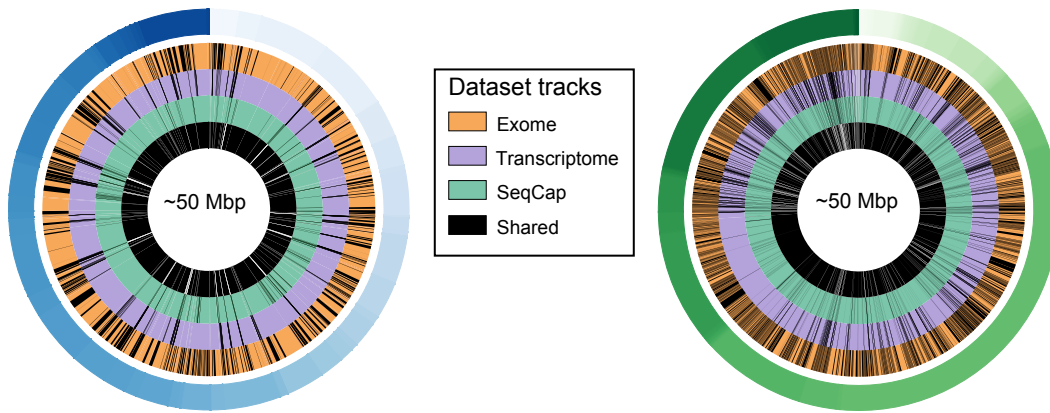 ~50 Mbp
Dataset tracks
Exome
Transcriptome
SeqCap
Shared
~50 Mbp